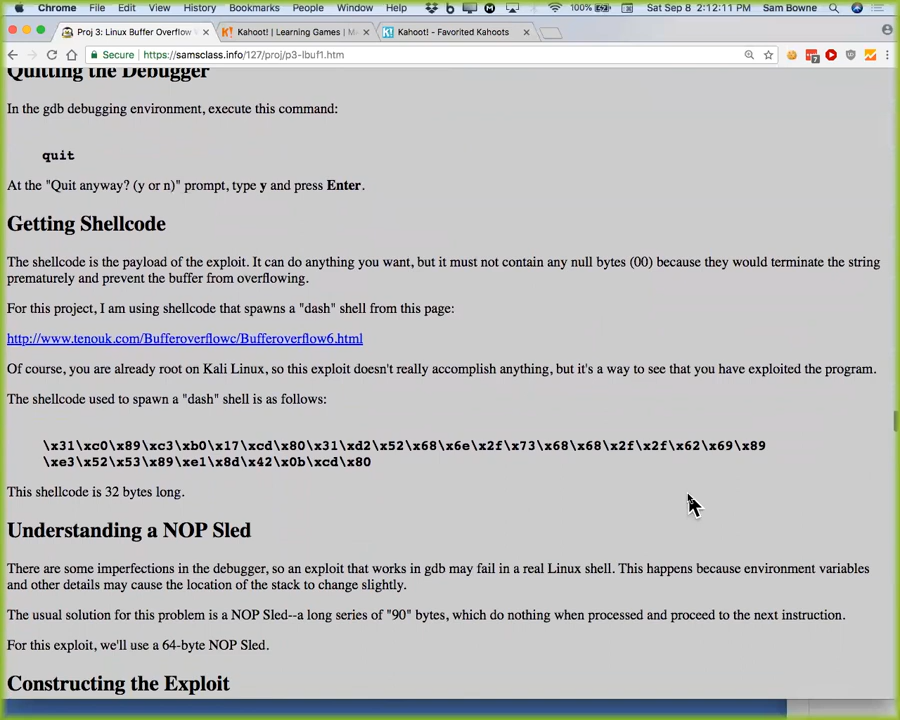 Chrome File Edit View History Bookmarks People Window Help 100% Sat Sep 8 2:12:11 PM Sam Bowne
Proj 3: Linux Buffer Overflow × Kahoot! | Learning Games | M × Kahoot! - Favorited Kahoots ×
Secure | https://samsclass.info/127/proj/p3-lbuf1.htm
Quitting the Debugger
In the gdb debugging environment, execute this command:
quit
At the "Quit anyway? (y or n)" prompt, type y and press Enter.
Getting Shellcode
The shellcode is the payload of the exploit. It can do anything you want, but it must not contain any null bytes (00) because they would terminate the string
prematurely and prevent the buffer from overflowing.
For this project, I am using shellcode that spawns a "dash" shell from this page:
http://www.tenouk.com/Bufferoverflowc/Bufferoverflow6.html
Of course, you are already root on Kali Linux, so this exploit doesn't really accomplish anything, but it's a way to see that you have exploited the program.
The shellcode used to spawn a "dash" shell is as follows:
\x31\xc0\x89\xc3\xb0\x17\xcd\x80\x31\xd2\x52\x68\x6e\x2f\x73\x68\x68\x2f\x2f\x62\x69\x89
\xe3\x52\x53\x89\xe1\x8d\x42\x0b\xcd\x80
This shellcode is 32 bytes long.
Understanding a NOP Sled
There are some imperfections in the debugger, so an exploit that works in gdb may fail in a real Linux shell. This happens because environment variables
and other details may cause the location of the stack to change slightly.
The usual solution for this problem is a NOP Sled--a long series of "90" bytes, which do nothing when processed and proceed to the next instruction.
For this exploit, we'll use a 64-byte NOP Sled.
Constructing the Exploit